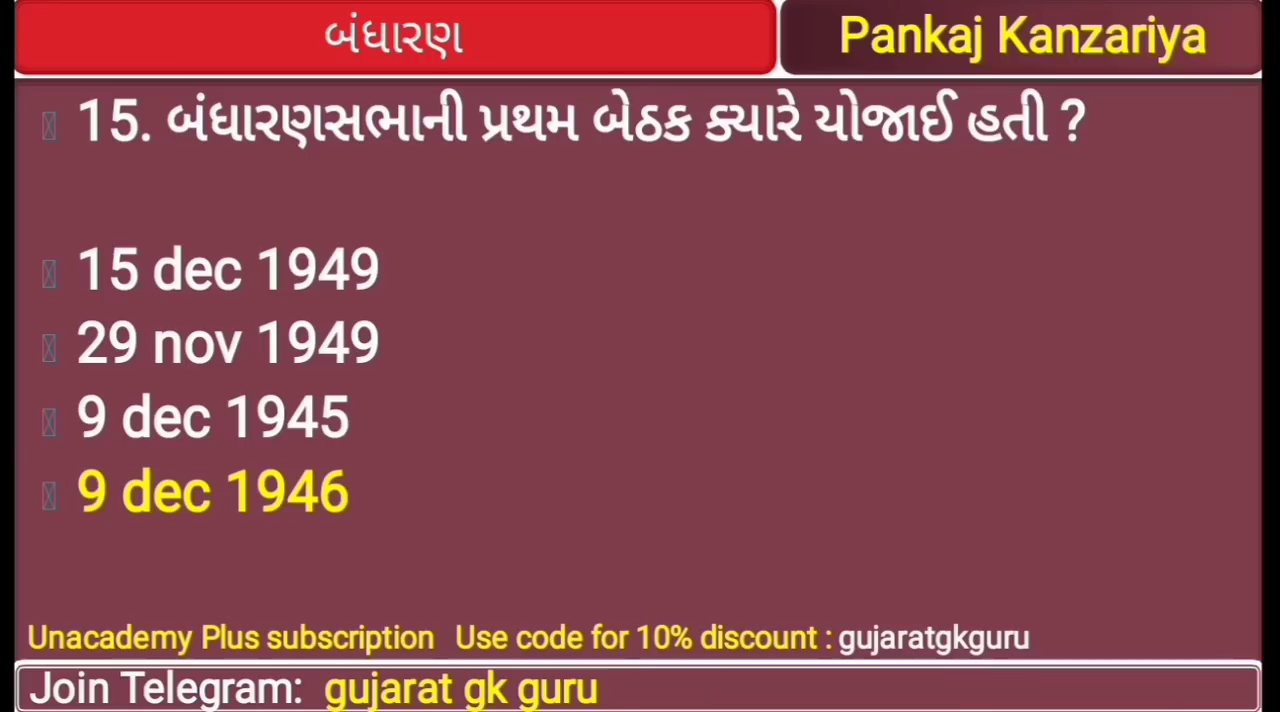 બંધારણ
Pankaj Kanzariya
15. બંધારણસભાની પ્રથમ બેઠક ક્યારે યોજાઈ હતી ?
15 dec 1949
29 nov 1949
9 dec 1945
9 dec 1946
Unacademy Plus subscription Use code for 10% discount : gujaratgkguru
Join Telegram: gujarat gk guru